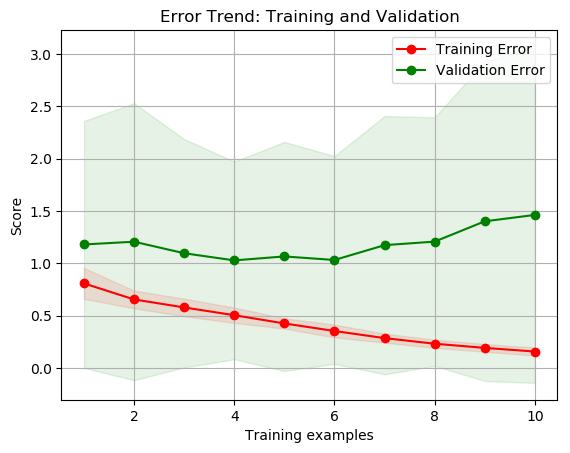 Error Trend: Training and Validation
Training Error
Validation Error
3.0
2.5
2.0
1.5
1.0
0.5
0.0
Score
2 4 6 8 10
Training examples